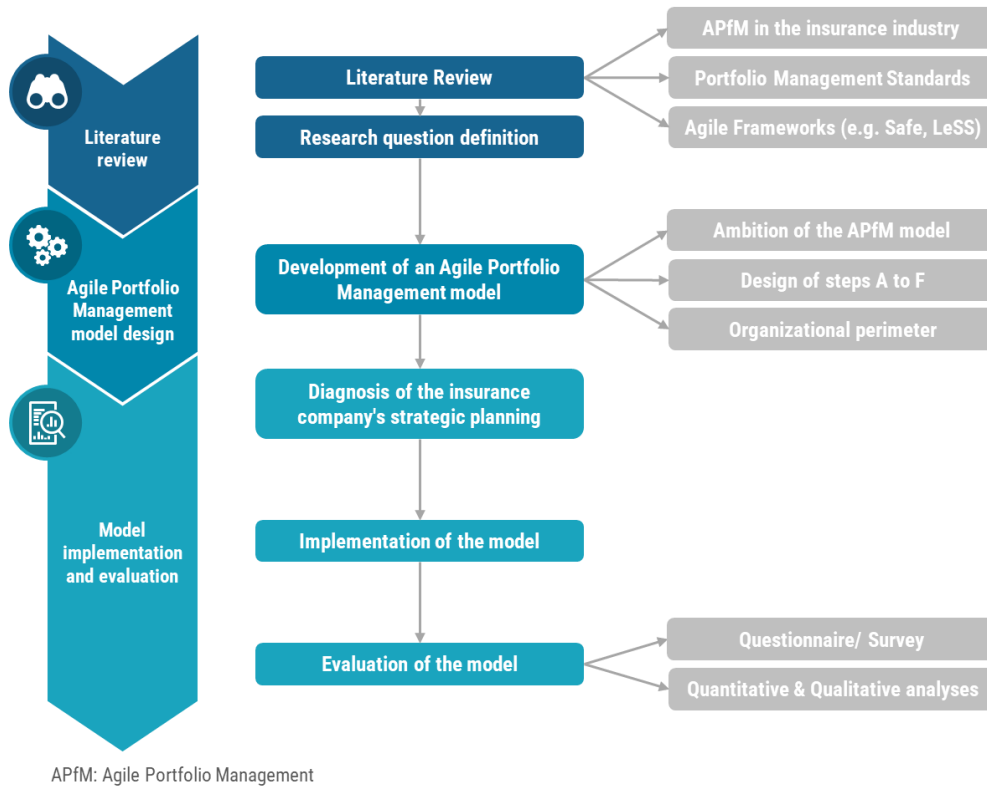 Literature
review
Agile Portfolio
Management
model design
Model
implementation
and evaluation
Literature Review
Research question definition
Development of an Agile Portfolio
Management model
Diagnosis of the insurance
company's strategic planning
Implementation of the model
Evaluation of the model
APfM in the insurance industry
Portfolio Management Standards
Agile Frameworks (e.g. Safe, LeSS)
Ambition of the APfM model
Design of steps A to F
Organizational perimeter
Questionnaire/ Survey
Quantitative & Qualitative analyses
APfM: Agile Portfolio Management